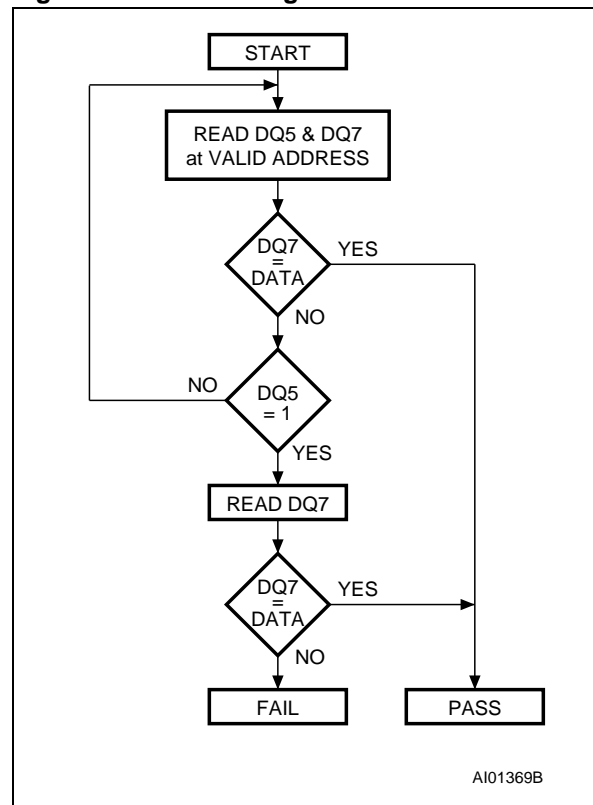 START
READ DQ5 & DQ7
at VALID ADDRESS
DQ7
=
DATA
YES
NO
NO
DQ5
= 1
YES
READ DQ7
DQ7
=
DATA
YES
NO
FAIL
PASS
AI01369B